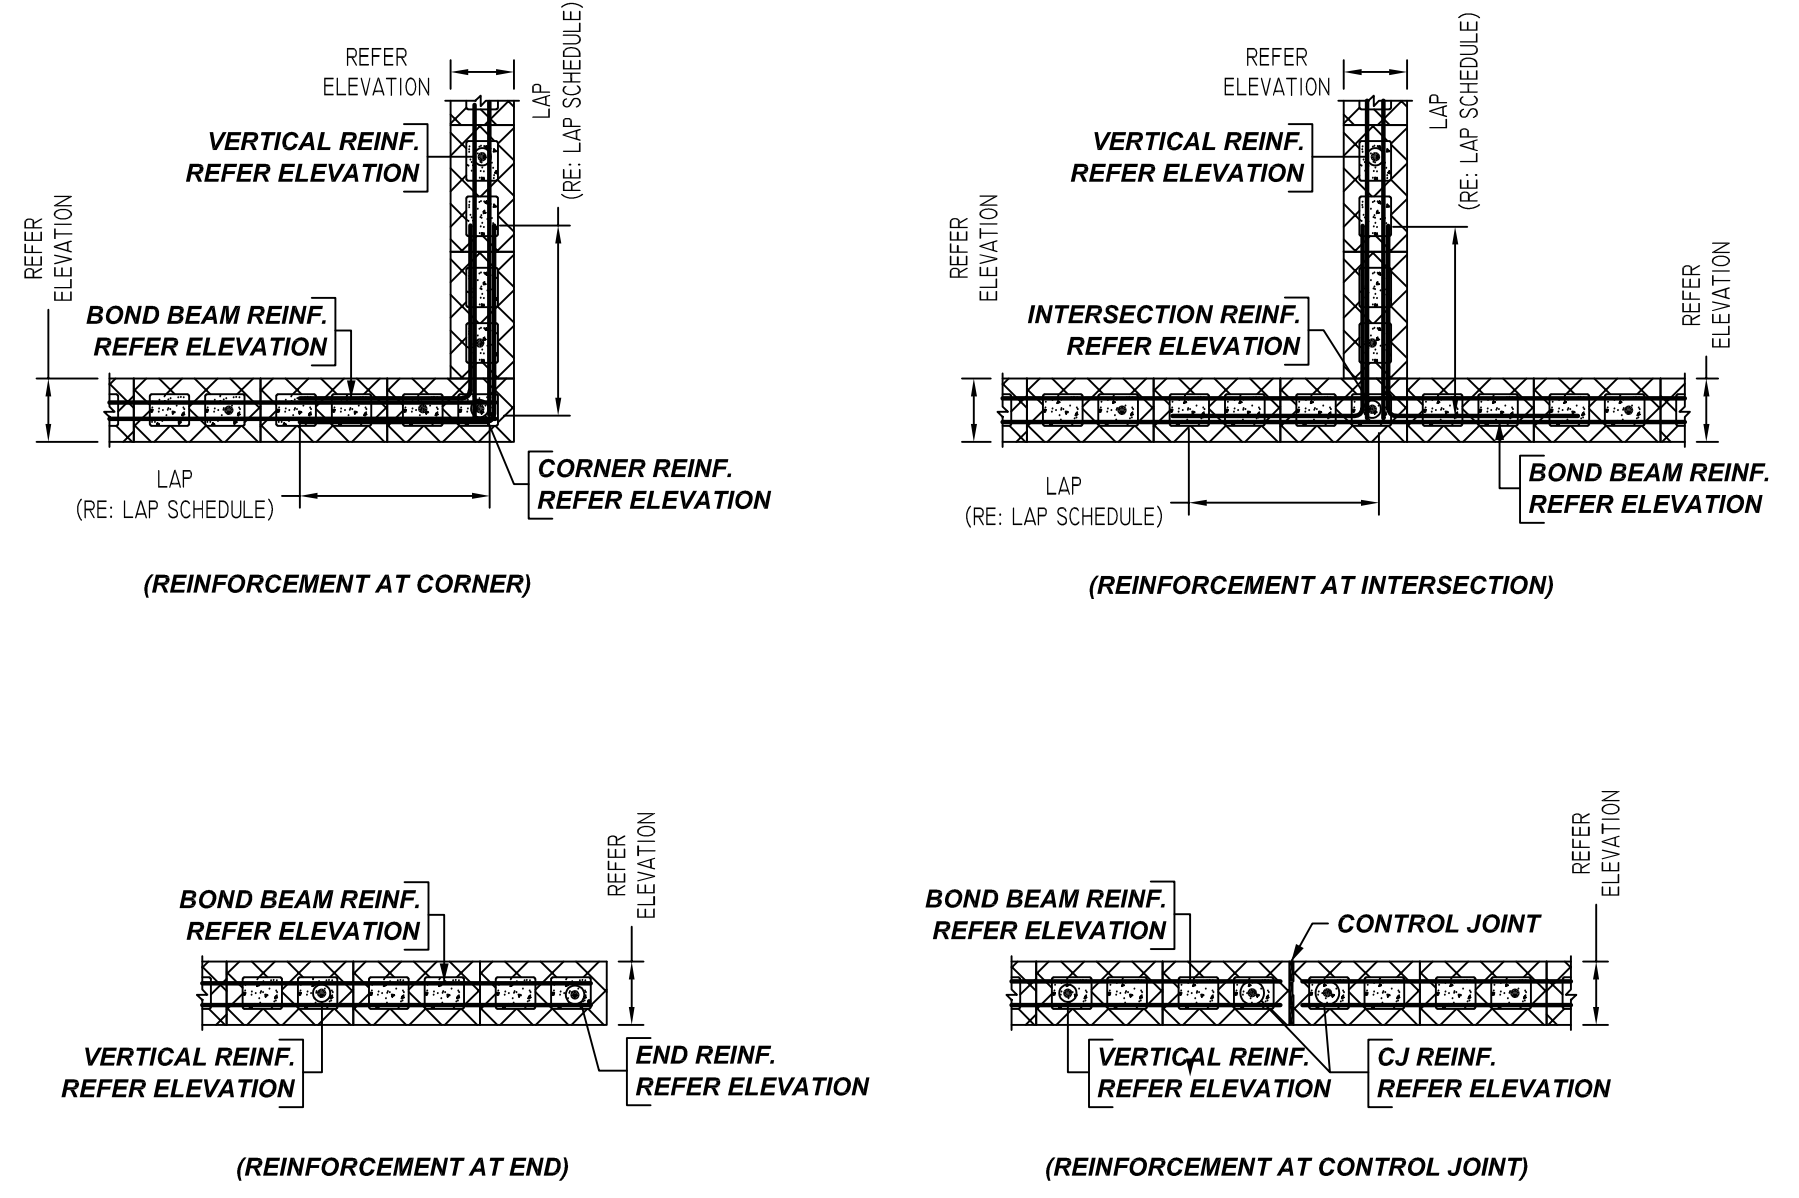 REFER
ELEVATION
LAP
(RE: LAP SCHEDULE)
VERTICAL REINF.
REFER ELEVATION
REFER
ELEVATION
BOND BEAM REINF.
REFER ELEVATION
CORNER REINF.
REFER ELEVATION
LAP
(RE: LAP SCHEDULE)
(REINFORCEMENT AT CORNER)
REFER
ELEVATION
LAP
(RE: LAP SCHEDULE)
VERTICAL REINF.
REFER ELEVATION
REFER
ELEVATION
REFER
ELEVATION
INTERSECTION REINF.
REFER ELEVATION
BOND BEAM REINF.
REFER ELEVATION
LAP
(RE: LAP SCHEDULE)
(REINFORCEMENT AT INTERSECTION)
REFER
ELEVATION
BOND BEAM REINF.
REFER ELEVATION
VERTICAL REINF.
REFER ELEVATION
END REINF.
REFER ELEVATION
(REINFORCEMENT AT END)
REFER
ELEVATION
BOND BEAM REINF.
REFER ELEVATION
CONTROL JOINT
VERTICAL REINF.
REFER ELEVATION
CJ REINF.
REFER ELEVATION
(REINFORCEMENT AT CONTROL JOINT)